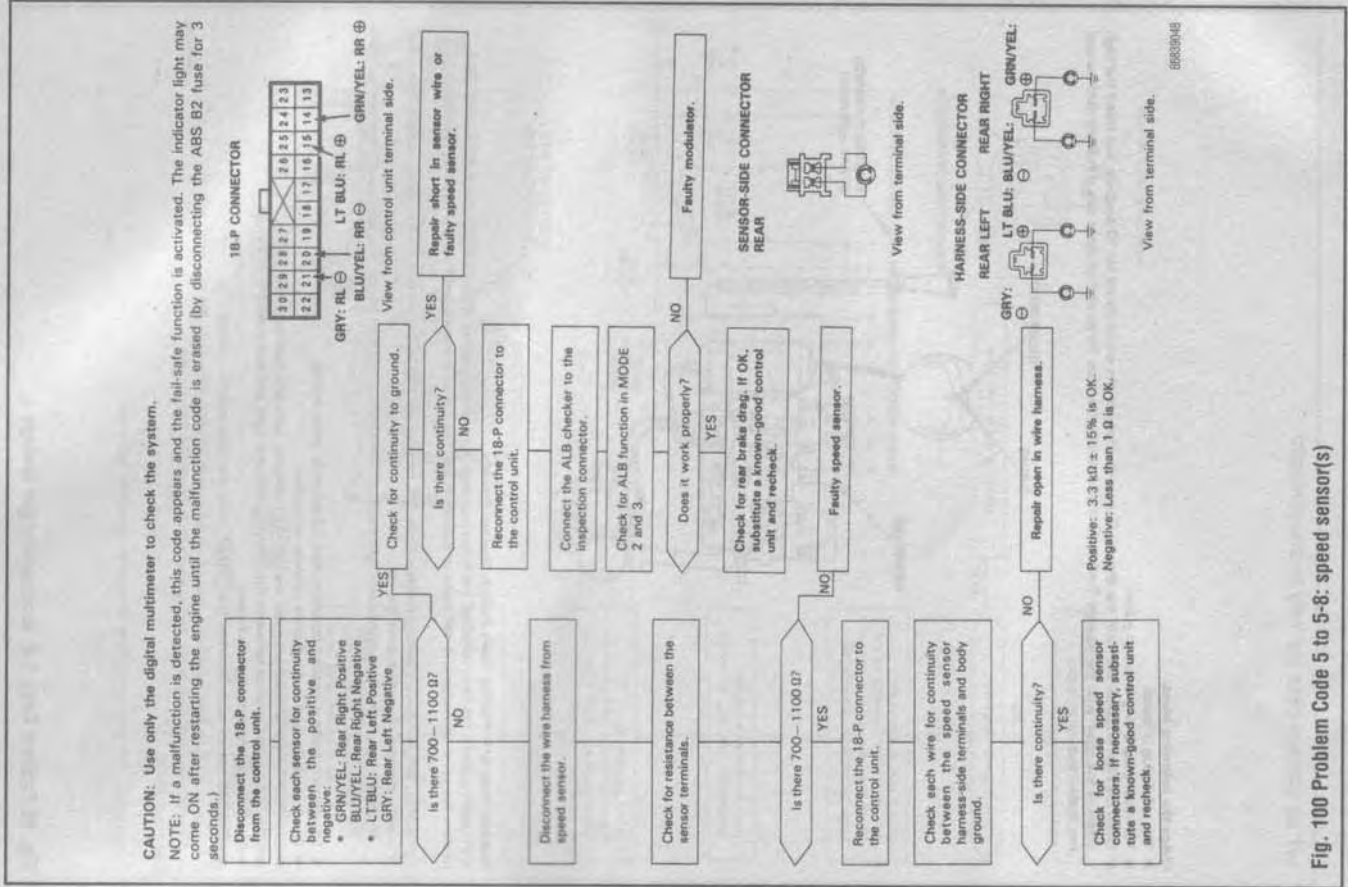 CAUTION: Use only the digital multimeter to check the system.
NOTE: If a malfunction is detected, this code appears and the fail-safe function is activated. The indicator light may
come ON after restarting the engine until the malfunction code is erased (by disconnecting the ABS B2 fuse for 3
seconds.)
Disconnect the 18-P connector
from the control unit.
Check each sensor for continuity
between the positive and
negative:
* GRN/YEL: Rear Right Positive
BLU/YEL: Rear Right Negative
* LT BLU: Rear Left Positive
GRY: Rear Left Negative
Is there 700 – 1100 Ω?
YES
NO
Disconnect the wire harness from
speed sensor.
Check for resistance between the
sensor terminals.
Is there 700 – 1100 Ω?
NO
YES
Reconnect the 18-P connector to
the control unit.
Check each wire for continuity
between the speed sensor
harness-side terminals and body
ground.
Is there continuity?
NO
YES
Check for loose speed sensor
connectors. If necessary, substi-
tute a known-good control unit
and recheck.
Check for continuity to ground.
Is there continuity?
YES
NO
Reconnect the 18-P connector to
the control unit.
Connect the ALB checker to the
inspection connector.
Check for ALB function in MODE
2 and 3.
Does it work properly?
NO
YES
Check for rear brake drag. If OK,
substitute a known-good control
unit and recheck.
Faulty speed sensor.
Repair open in wire harness.
Positive: 3.3 kΩ ± 15% is OK.
Negative: Less than 1 Ω is OK.
18-P CONNECTOR
30 29 28 27 26 25 24 23
22 21 20 19 18 17 16 15 14 13
GRY: RL ⊖
LT BLU: RL ⊕
BLU/YEL: RR ⊖
GRN/YEL: RR ⊕
View from control unit terminal side.
Repair short in sensor wire or
faulty speed sensor.
Faulty modulator.
SENSOR-SIDE CONNECTOR
REAR
View from terminal side.
HARNESS-SIDE CONNECTOR
REAR LEFT REAR RIGHT
GRY: LT BLU: BLU/YEL: GRN/YEL:
⊖ ⊕ ⊖ ⊕
View from terminal side.
86839048
Fig. 100 Problem Code 5 to 5-8: speed sensor(s)